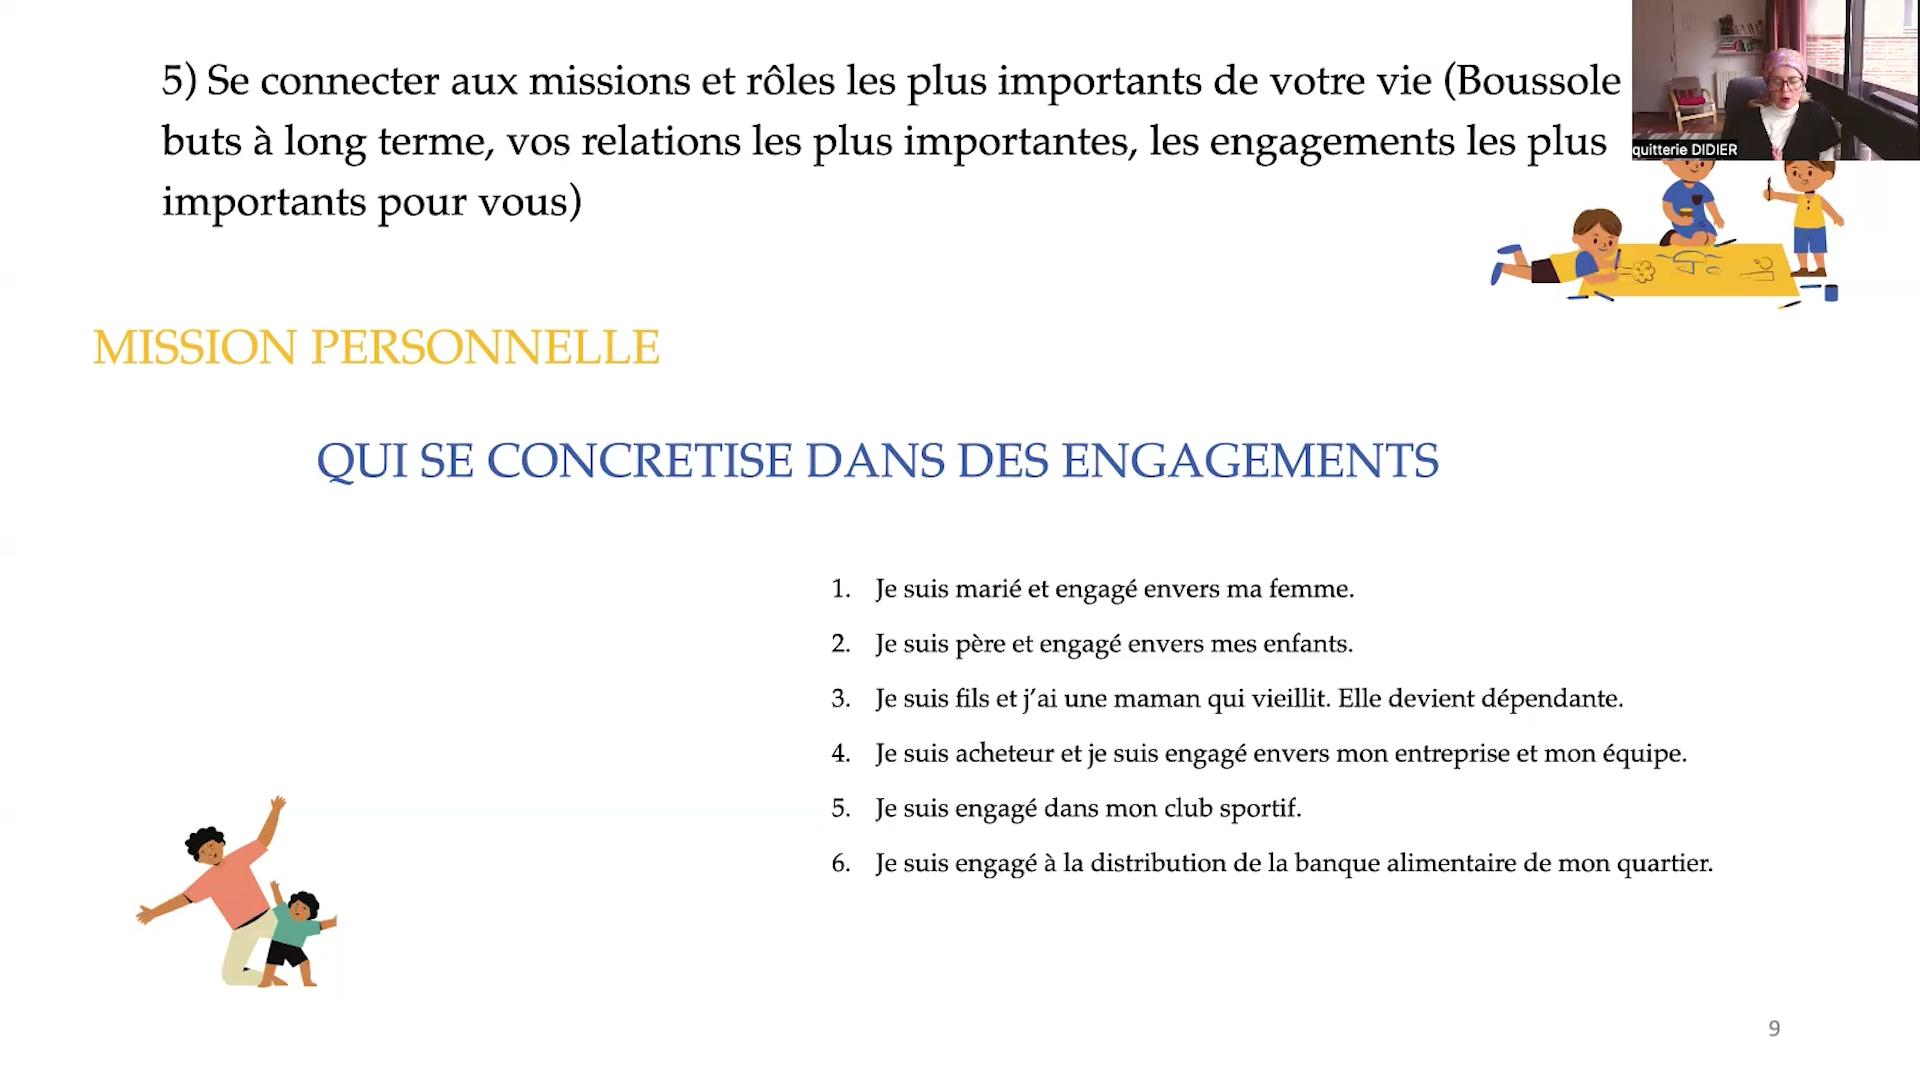 5) Se connecter aux missions et rôles les plus importants de votre vie (Boussole
buts à long terme, vos relations les plus importantes, les engagements les plus
importants pour vous)
quitterie DIDIER
MISSION PERSONNELLE
QUI SE CONCRETISE DANS DES ENGAGEMENTS
1. Je suis marié et engagé envers ma femme.
2. Je suis père et engagé envers mes enfants.
3. Je suis fils et j’ai une maman qui vieillit. Elle devient dépendante.
4. Je suis acheteur et je suis engagé envers mon entreprise et mon équipe.
5. Je suis engagé dans mon club sportif.
6. Je suis engagé à la distribution de la banque alimentaire de mon quartier.
9